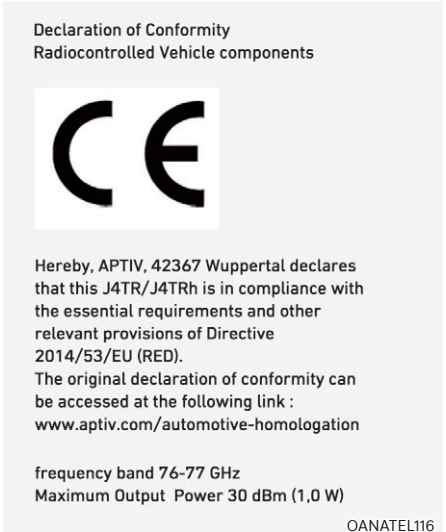 Declaration of Conformity
Radiocontrolled Vehicle components
CE
Hereby, APTIV, 42367 Wuppertal declares
that this J4TR/J4TRh is in compliance with
the essential requirements and other
relevant provisions of Directive
2014/53/EU (RED).
The original declaration of conformity can
be accessed at the following link :
www.aptiv.com/automotive-homologation
frequency band 76-77 GHz
Maximum Output  Power 30 dBm (1,0 W)
OANATEL116